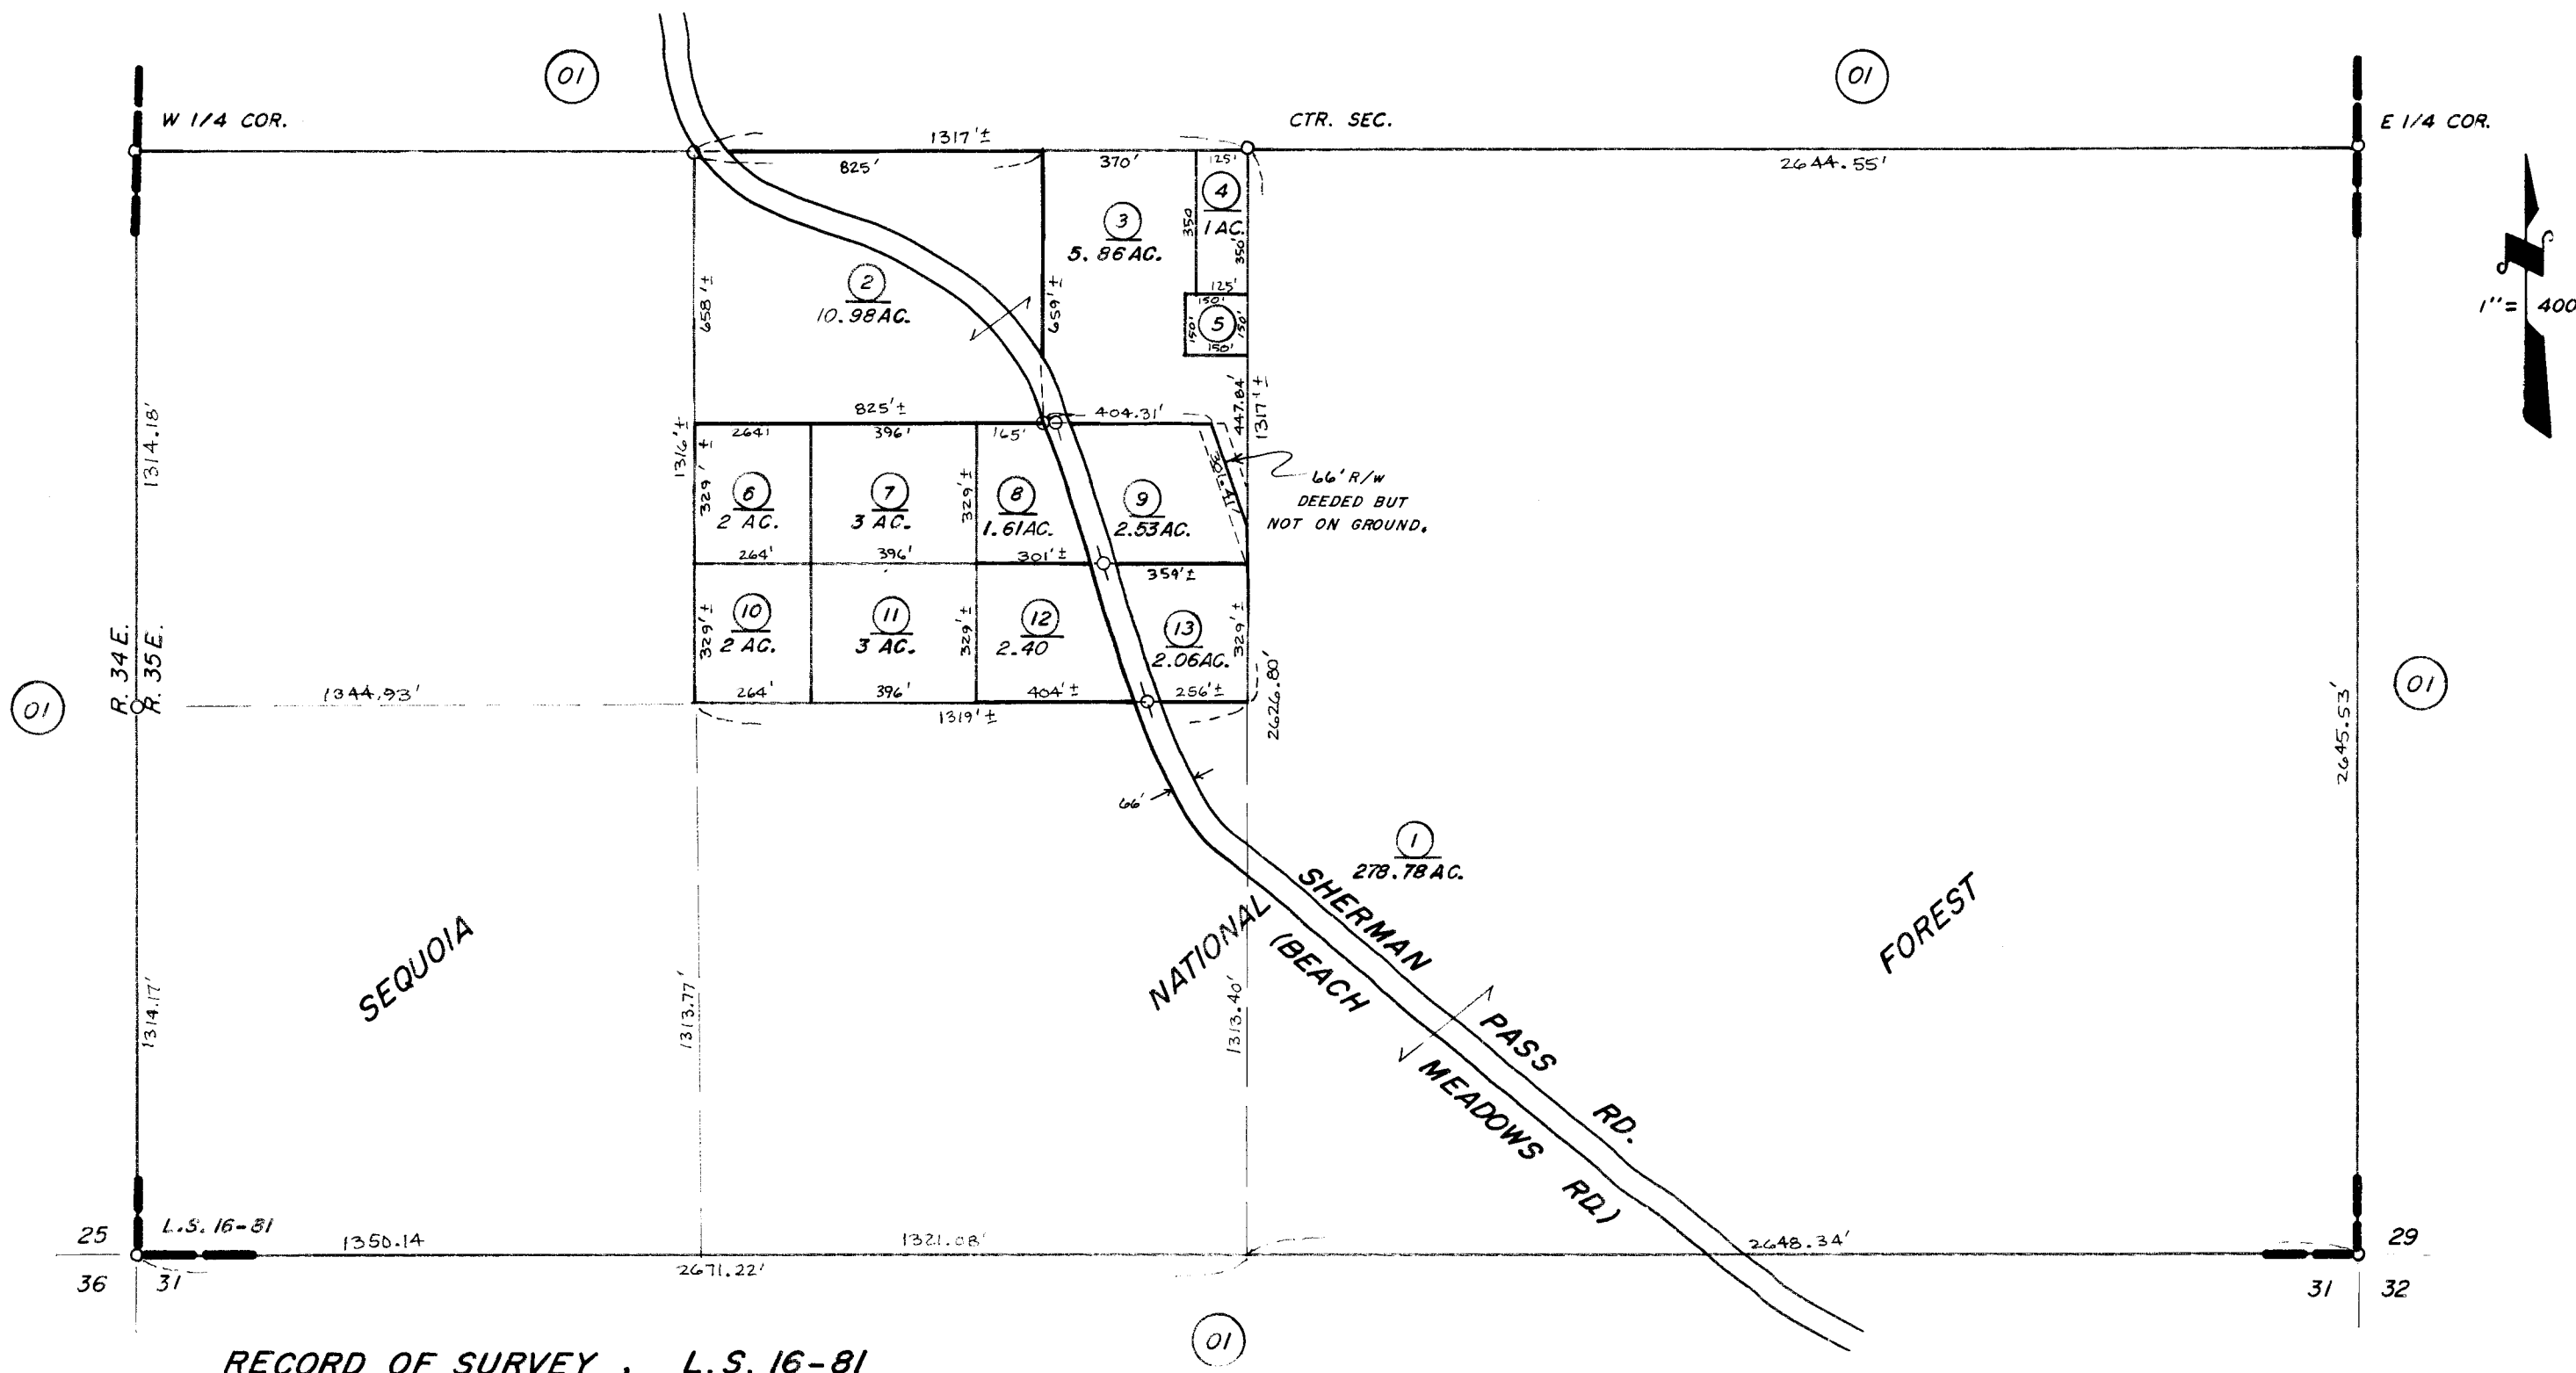 01
01
W 1/4 COR.
CTR. SEC.
E 1/4 COR.
1317'±
825'
370'
125'
2644.55'
4
1 AC.
350
350'
3
5.86 AC.
125'
2
10.98 AC.
658'±
659'±
150'
150'
5
150'
150'
1" = 400
1314.18'
1316'±
825'±
404.31'
447.84'
1317'±
264'
396'
165'
329'±
6
2 AC.
7
3 AC.
329'±
8
1.61 AC.
9
2.53 AC.
66' R/W
DEEDED BUT
NOT ON GROUND.
264'
396'
301'±
359'±
329'±
10
2 AC.
11
3 AC.
329'±
12
2.40
13
2.06 AC.
329'±
R. 34 E.
R. 35 E.
01
1344.93'
264'
396'
404'±
256'±
1319'±
2626.80'
2645.53'
01
66'
1
278.78 AC.
SHERMAN PASS RD.
(BEACH MEADOWS RD.)
SEQUOIA NATIONAL FOREST
1314.17'
1313.77'
1313.40'
25
L.S. 16-81
1350.14
1321.08'
2648.34'
29
36
31
2671.22'
31
32
01
RECORD OF SURVEY . L.S. 16-81